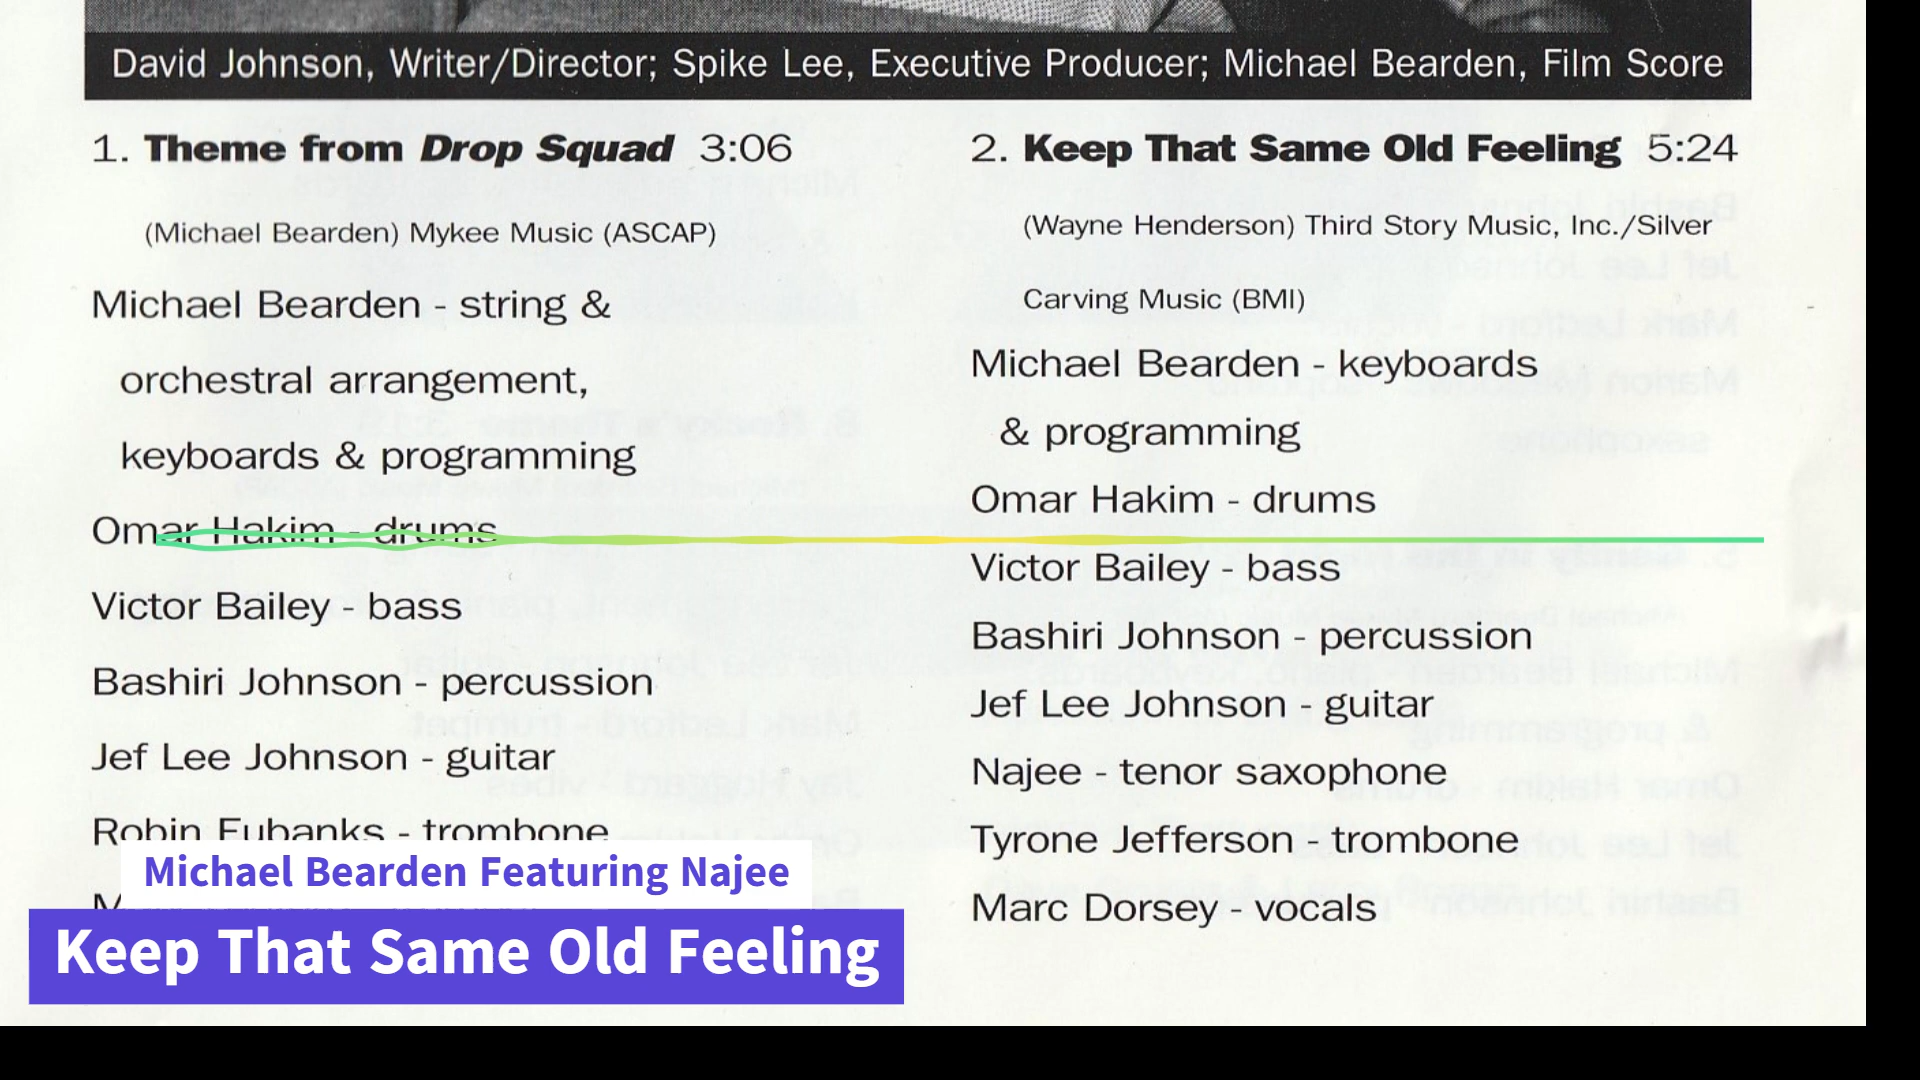 David Johnson, Writer/Director; Spike Lee, Executive Producer; Michael Bearden, Film Score
1. Theme from Drop Squad 3:06
(Michael Bearden) Mykee Music (ASCAP)
Michael Bearden - string &
orchestral arrangement,
keyboards & programming
Omar Hakim - drums
Victor Bailey - bass
Bashiri Johnson - percussion
Jef Lee Johnson - guitar
Robin Eubanks - trombone
2. Keep That Same Old Feeling 5:24
(Wayne Henderson) Third Story Music, Inc./Silver
Carving Music (BMI)
Michael Bearden - keyboards
& programming
Omar Hakim - drums
Victor Bailey - bass
Bashiri Johnson - percussion
Jef Lee Johnson - guitar
Najee - tenor saxophone
Tyrone Jefferson - trombone
Marc Dorsey - vocals
Michael Bearden Featuring Najee
Keep That Same Old Feeling